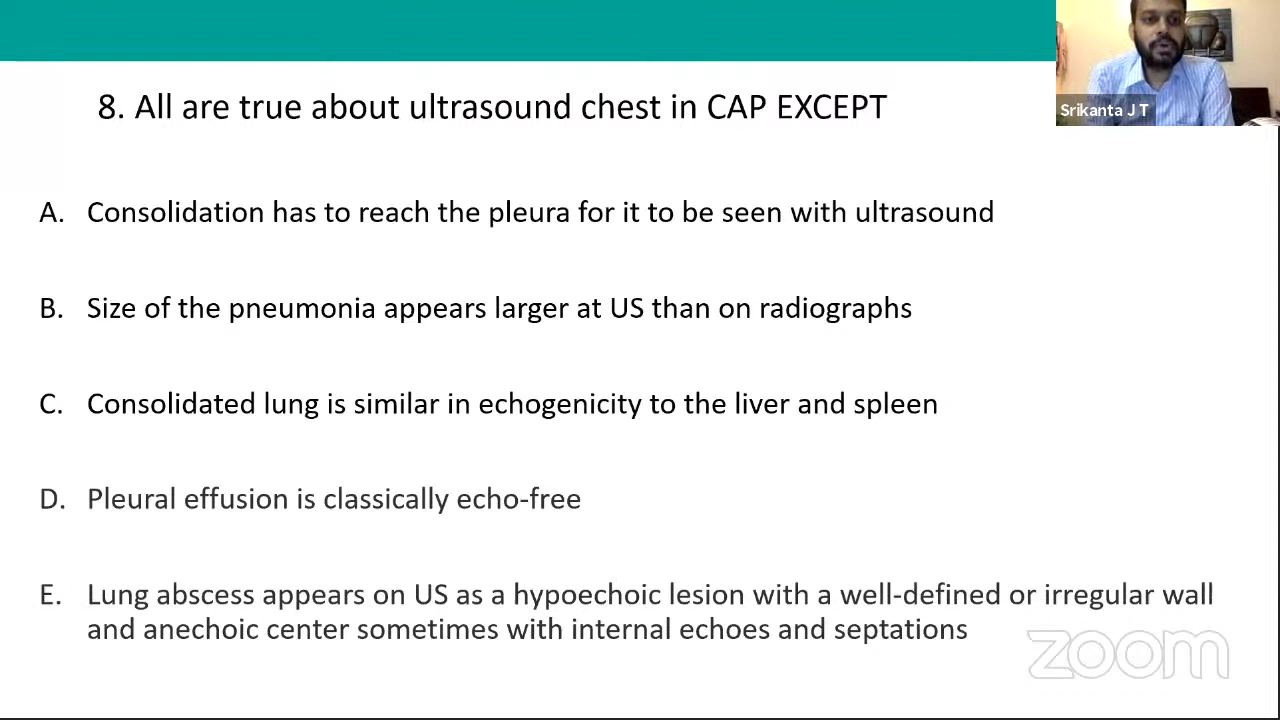 8. All are true about ultrasound chest in CAP EXCEPT
Srikanta J T
A. Consolidation has to reach the pleura for it to be seen with ultrasound
B. Size of the pneumonia appears larger at US than on radiographs
C. Consolidated lung is similar in echogenicity to the liver and spleen
D. Pleural effusion is classically echo-free
E. Lung abscess appears on US as a hypoechoic lesion with a well-defined or irregular wall
and anechoic center sometimes with internal echoes and septations
zoom